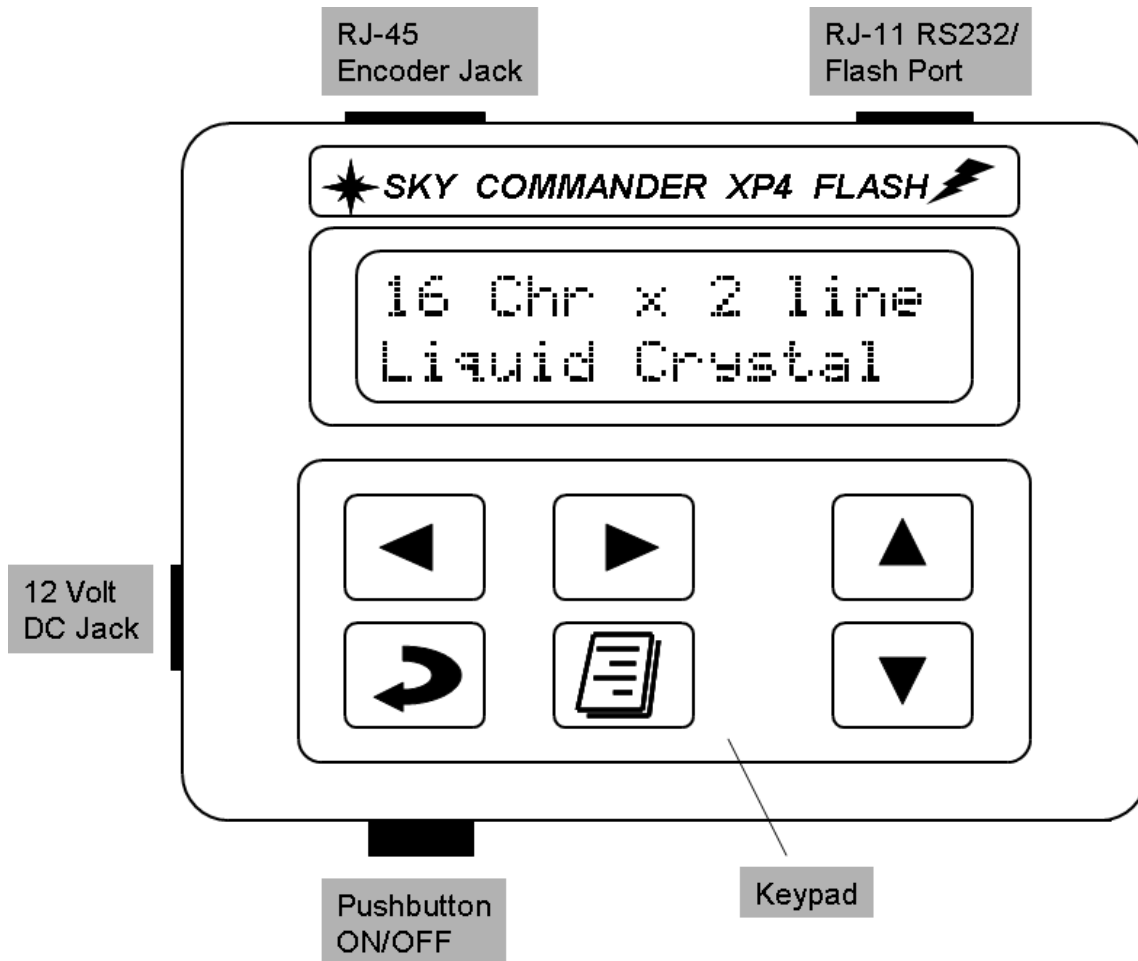 RJ-45
Encoder Jack
RJ-11 RS232/
Flash Port
SKY COMMANDER XP4 FLASH
16 Chr x 2 line
Liquid Crystal
12 Volt
DC Jack
Pushbutton
ON/OFF
Keypad